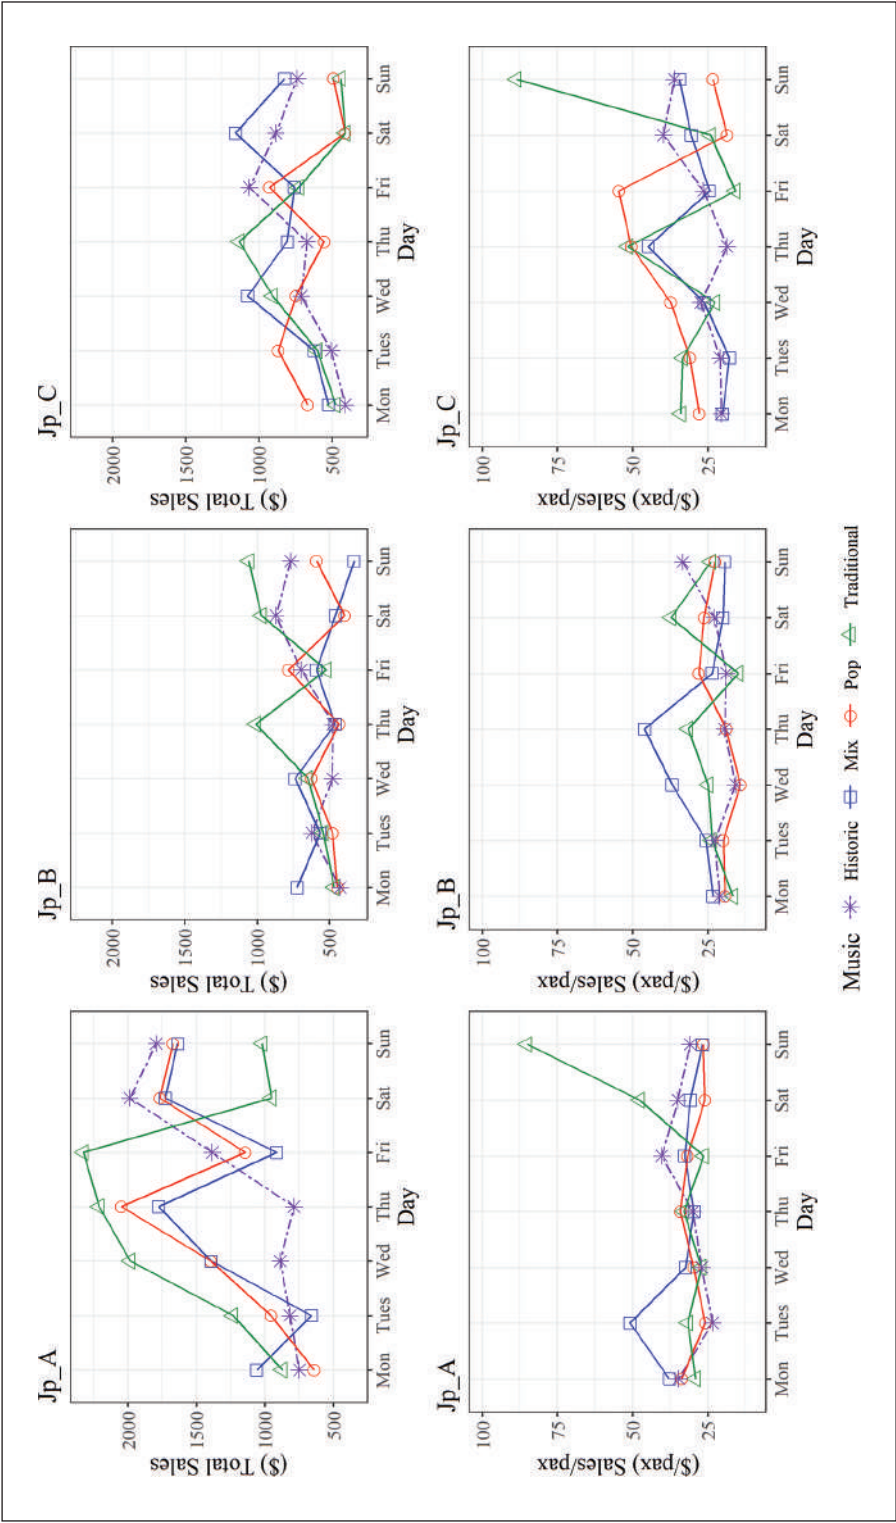 Jp_A
($) Total Sales
2000
1500
1000
500
Mon Tues Wed Thu Fri Sat Sun
Day
Jp_B
($) Total Sales
2000
1500
1000
500
Mon Tues Wed Thu Fri Sat Sun
Day
Jp_C
($) Total Sales
2000
1500
1000
500
Mon Tues Wed Thu Fri Sat Sun
Day
Jp_A
($/pax) Sales/pax
100
75
50
25
Mon Tues Wed Thu Fri Sat Sun
Day
Jp_B
($/pax) Sales/pax
100
75
50
25
Mon Tues Wed Thu Fri Sat Sun
Day
Jp_C
($/pax) Sales/pax
100
75
50
25
Mon Tues Wed Thu Fri Sat Sun
Day
Music Historic Mix Pop Traditional